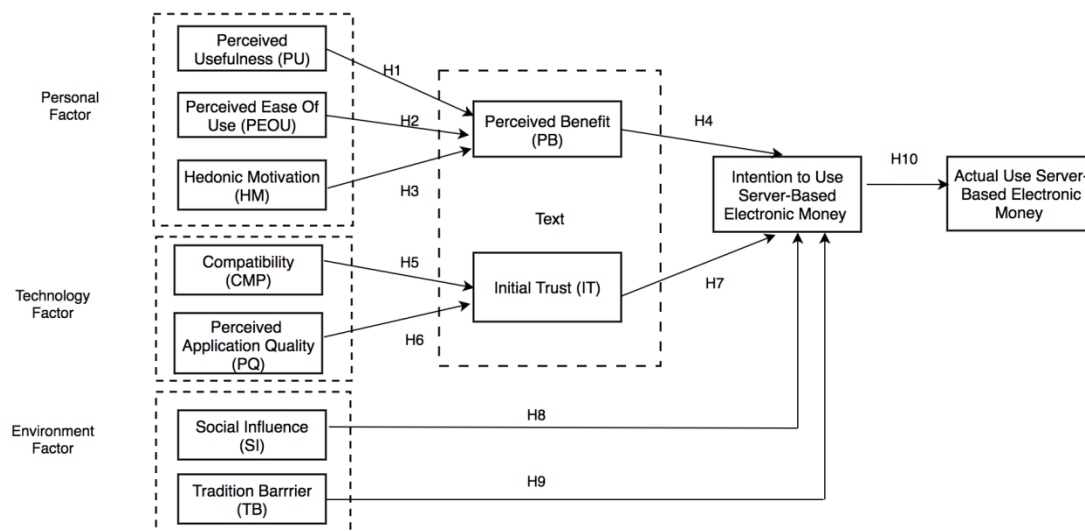 Personal
Factor
Perceived
Usefulness (PU)
Perceived Ease Of
Use (PEOU)
Hedonic Motivation
(HM)
H1
H2
H3
Perceived Benefit
(PB)
H4
Text
Technology
Factor
Compatibility
(CMP)
Perceived
Application Quality
(PQ)
H5
H6
Initial Trust (IT)
H7
Intention to Use
Server-Based
Electronic Money
H10
Actual Use Server-
Based Electronic
Money
Environment
Factor
Social Influence
(SI)
Tradition Barrrier
(TB)
H8
H9